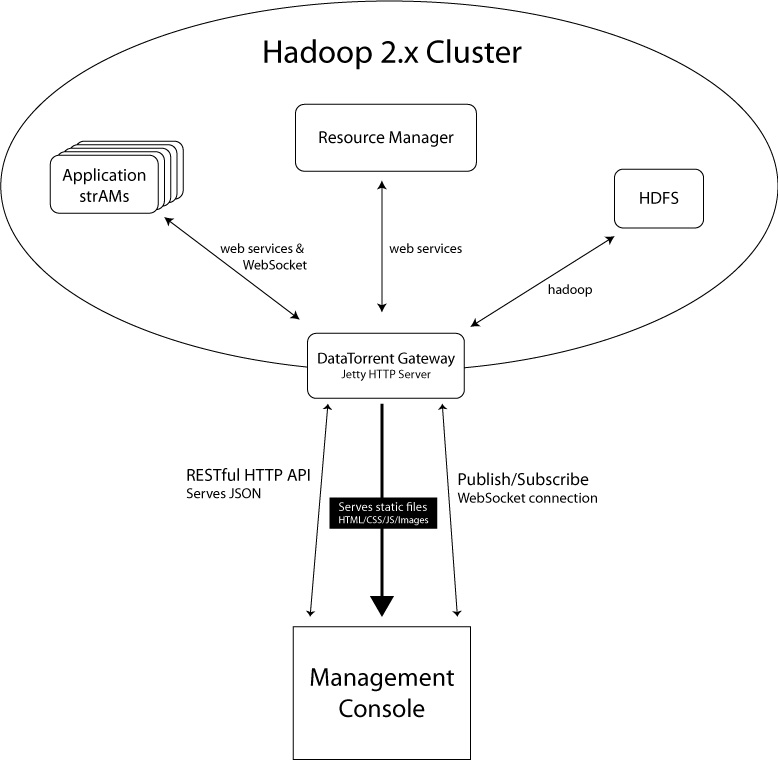 Hadoop 2.x Cluster
Resource Manager
Application
strAMs
HDFS
web services &
WebSocket
web services
hadoop
DataTorrent Gateway
Jetty HTTP Server
RESTful HTTP API
Serves JSON
Publish/Subscribe
WebSocket connection
Serves static files
HTML/CSS/JS/Images
Management
Console